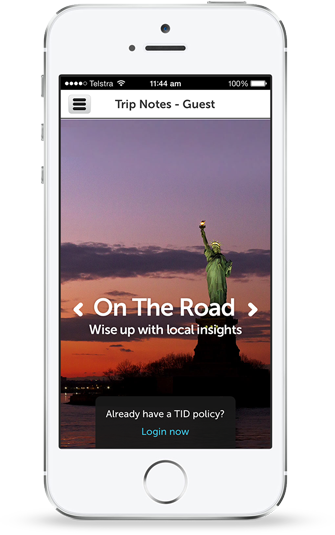 Telstra 11:44 am 100%
Trip Notes - Guest
On The Road
Wise up with local insights
Already have a TID policy?
Login now